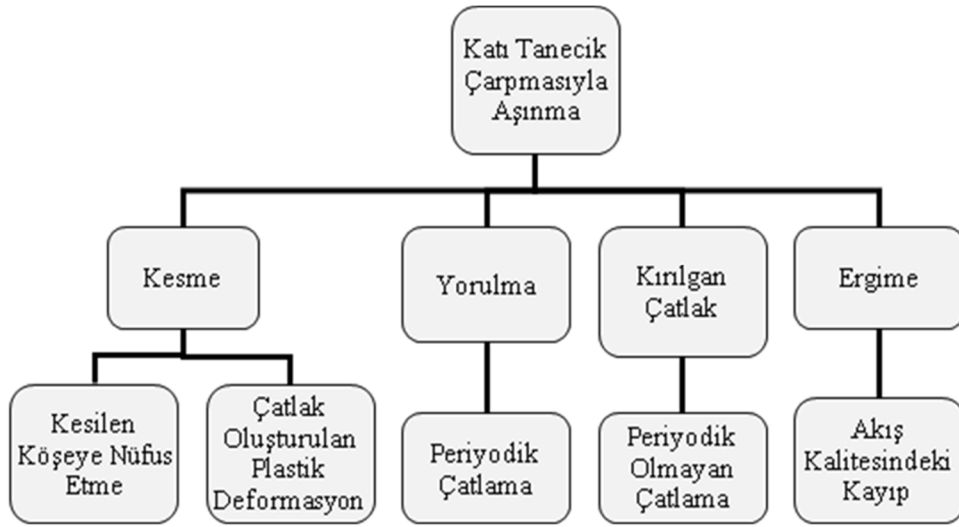 Katı Tanecik
Çarpmasıyla
Aşınma
Kesme
Yorulma
Kırılgan
Çatlak
Ergime
Kesilen
Köşeye Nüfus
Etme
Çatlak
Oluşturulan
Plastik
Deformasyon
Periyodik
Çatlama
Periyodik
Olmayan
Çatlama
Akış
Kalitesindeki
Kayıp